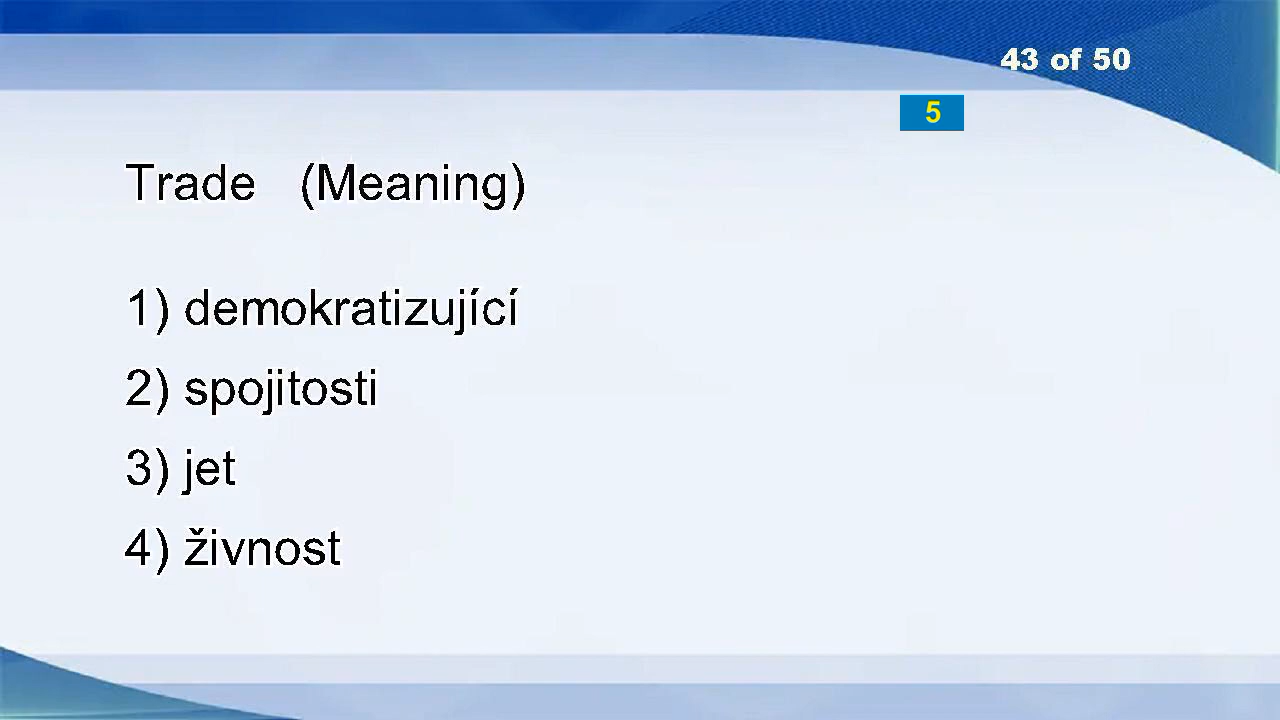 43 of 50
5
Trade (Meaning)
1) demokratizující
2) spojitosti
3) jet
4) živnost